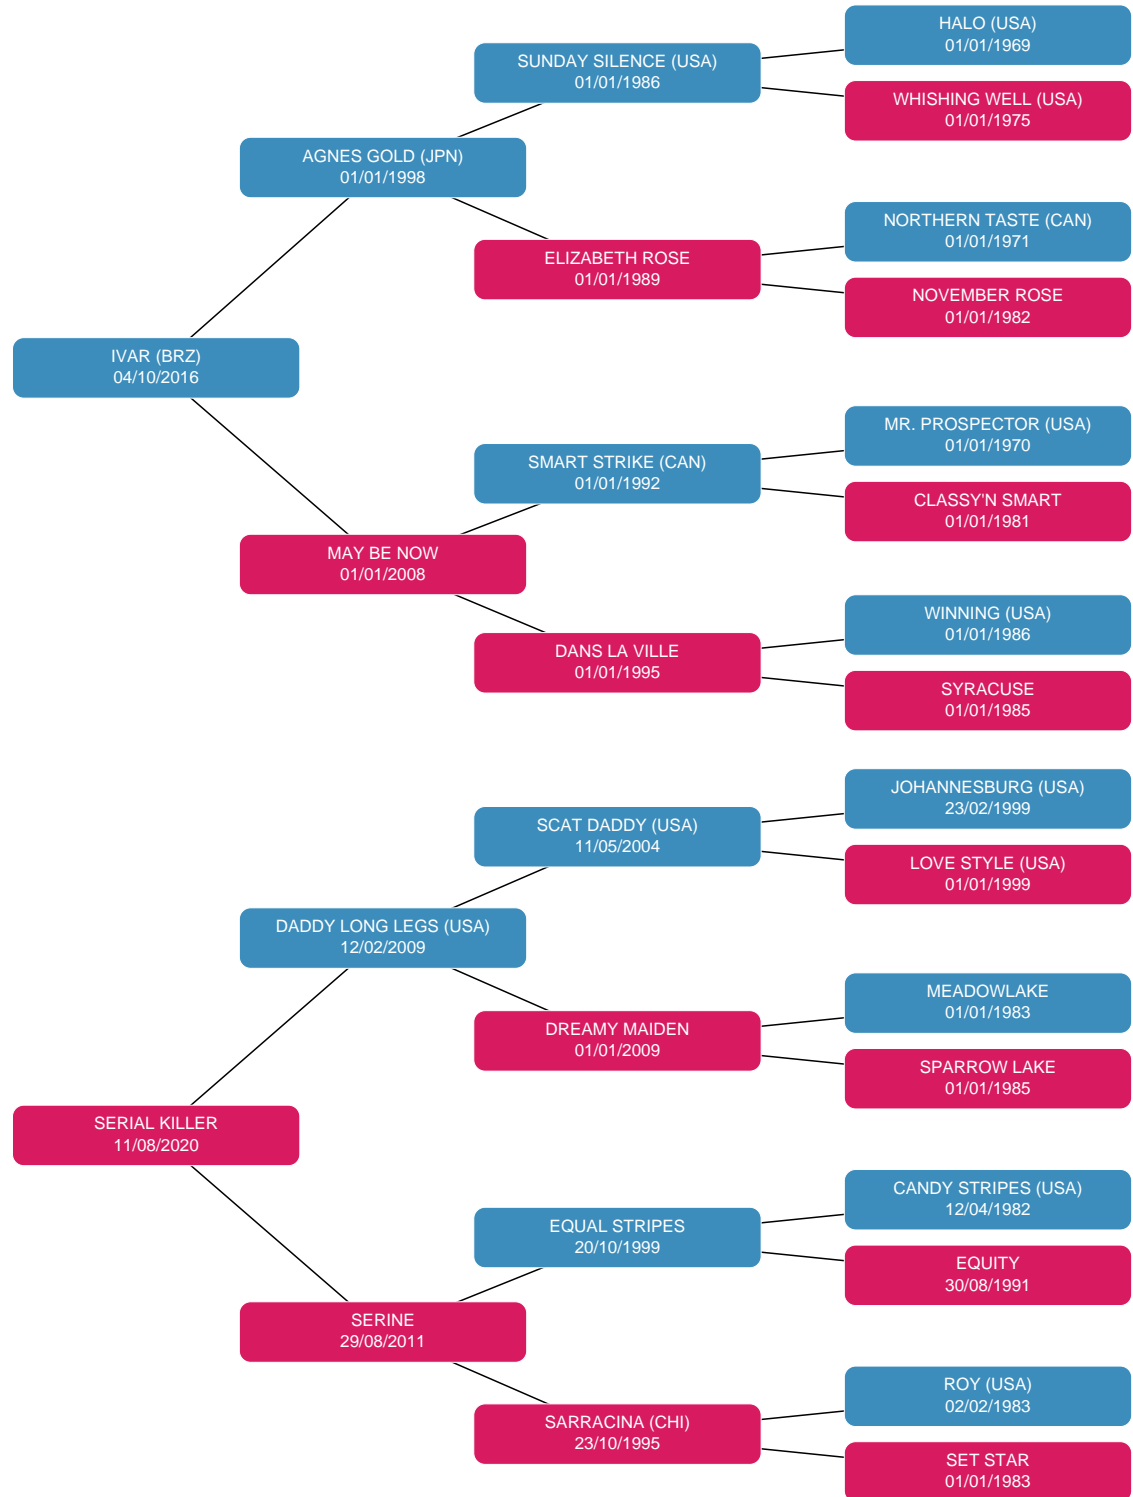 HALO (USA)
01/01/1969
SUNDAY SILENCE (USA)
01/01/1986
WHISHING WELL (USA)
01/01/1975
AGNES GOLD (JPN)
01/01/1998
NORTHERN TASTE (CAN)
01/01/1971
ELIZABETH ROSE
01/01/1989
NOVEMBER ROSE
01/01/1982
IVAR (BRZ)
04/10/2016
MR. PROSPECTOR (USA)
01/01/1970
SMART STRIKE (CAN)
01/01/1992
CLASSY'N SMART
01/01/1981
MAY BE NOW
01/01/2008
WINNING (USA)
01/01/1986
DANS LA VILLE
01/01/1995
SYRACUSE
01/01/1985
JOHANNESBURG (USA)
23/02/1999
SCAT DADDY (USA)
11/05/2004
LOVE STYLE (USA)
01/01/1999
DADDY LONG LEGS (USA)
12/02/2009
MEADOWLAKE
01/01/1983
DREAMY MAIDEN
01/01/2009
SPARROW LAKE
01/01/1985
SERIAL KILLER
11/08/2020
CANDY STRIPES (USA)
12/04/1982
EQUAL STRIPES
20/10/1999
EQUITY
30/08/1991
SERINE
29/08/2011
ROY (USA)
02/02/1983
SARRACINA (CHI)
23/10/1995
SET STAR
01/01/1983